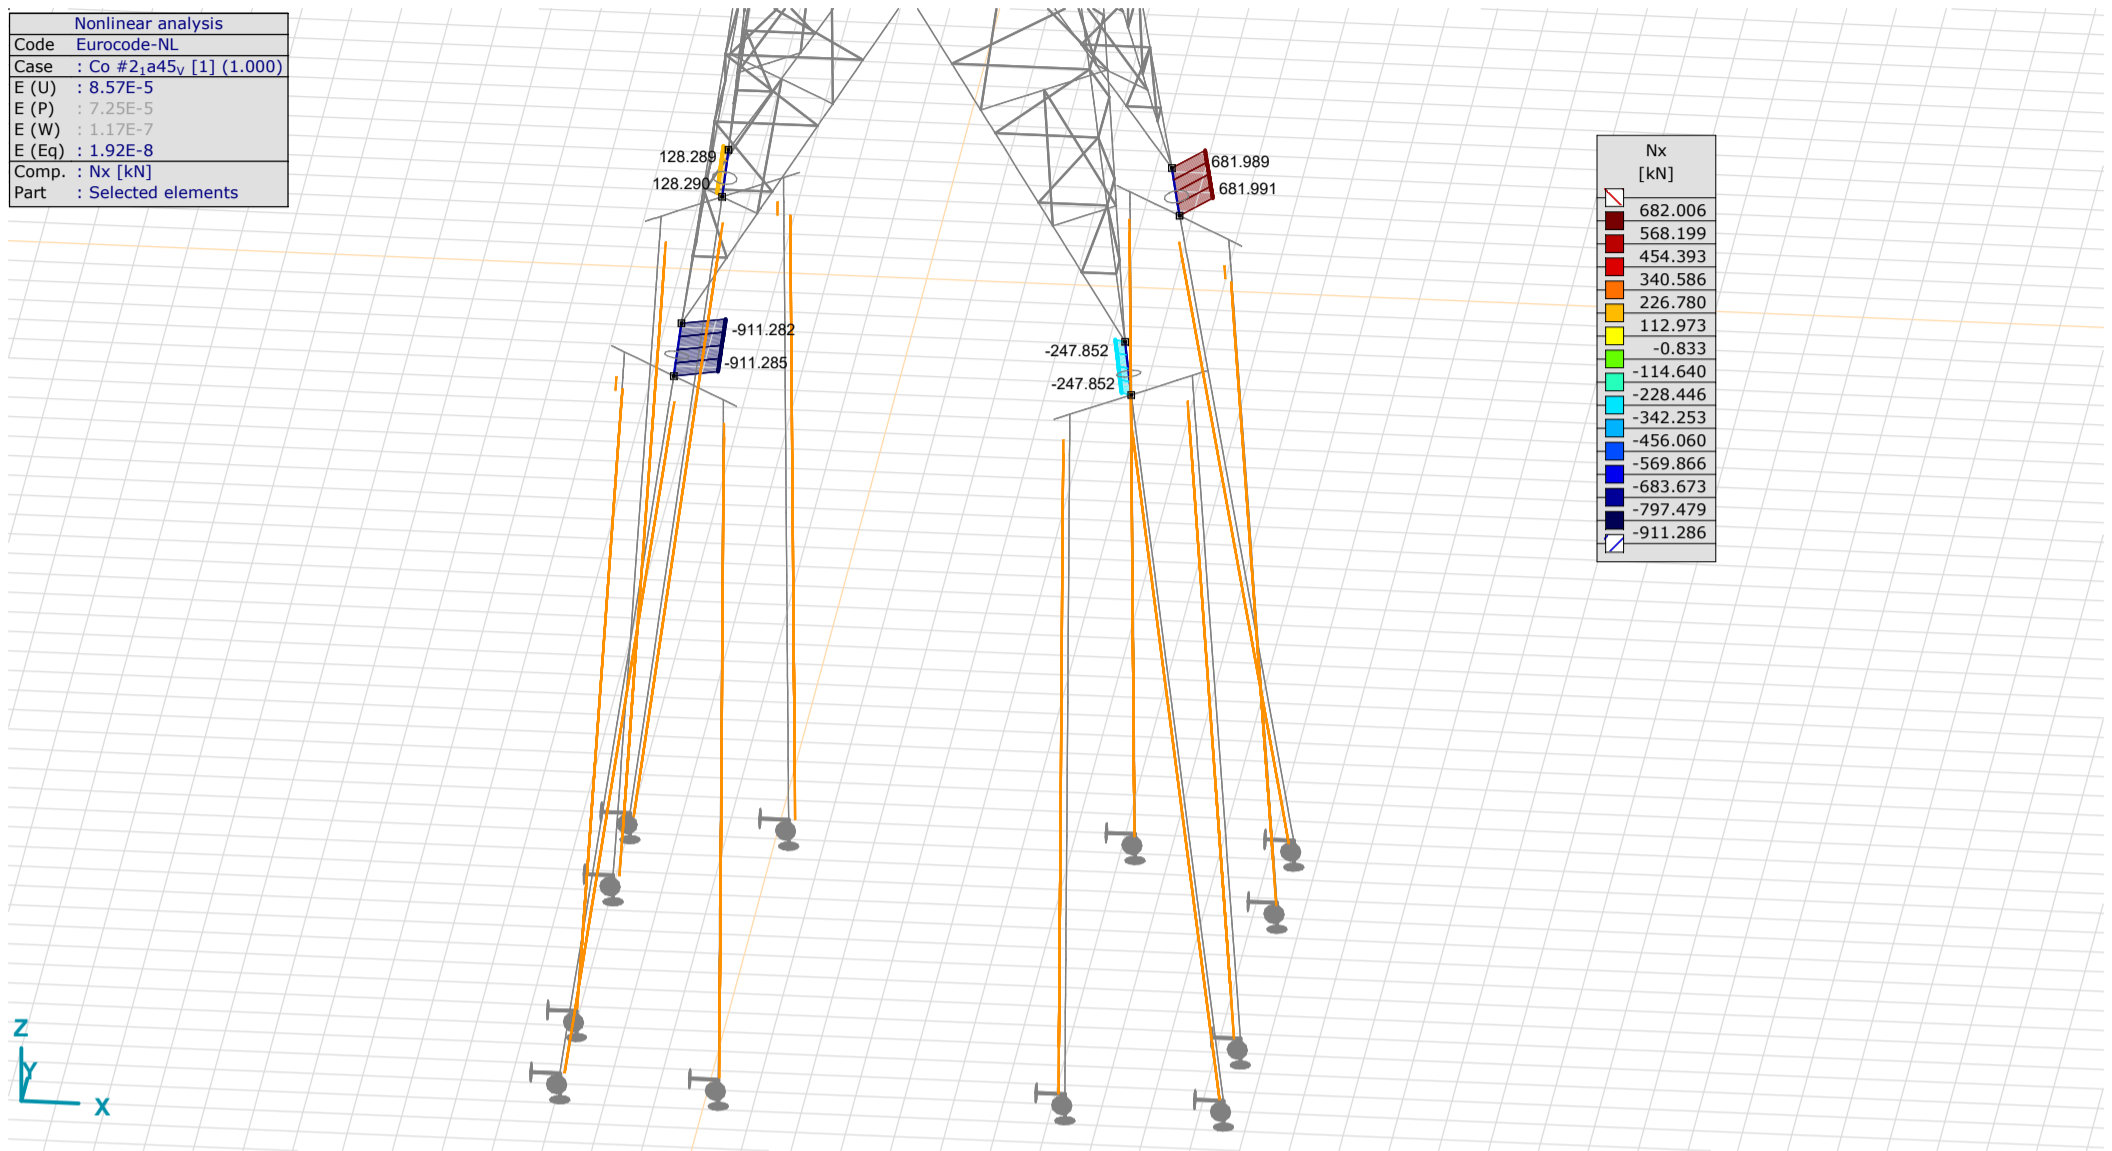 Nonlinear analysis
Code Eurocode-NL
Case : Co #2₁a45ᵥ [1] (1.000)
E (U) : 8.57E-5
E (P) : 7.25E-5
E (W) : 1.17E-7
E (Eq) : 1.92E-8
Comp. : Nx [kN]
Part : Selected elements
128.289
128.290
681.989
681.991
-911.282
-911.285
-247.852
-247.852
Nx
[kN]
682.006
568.199
454.393
340.586
226.780
112.973
-0.833
-114.640
-228.446
-342.253
-456.060
-569.866
-683.673
-797.479
-911.286
Z
Y
X